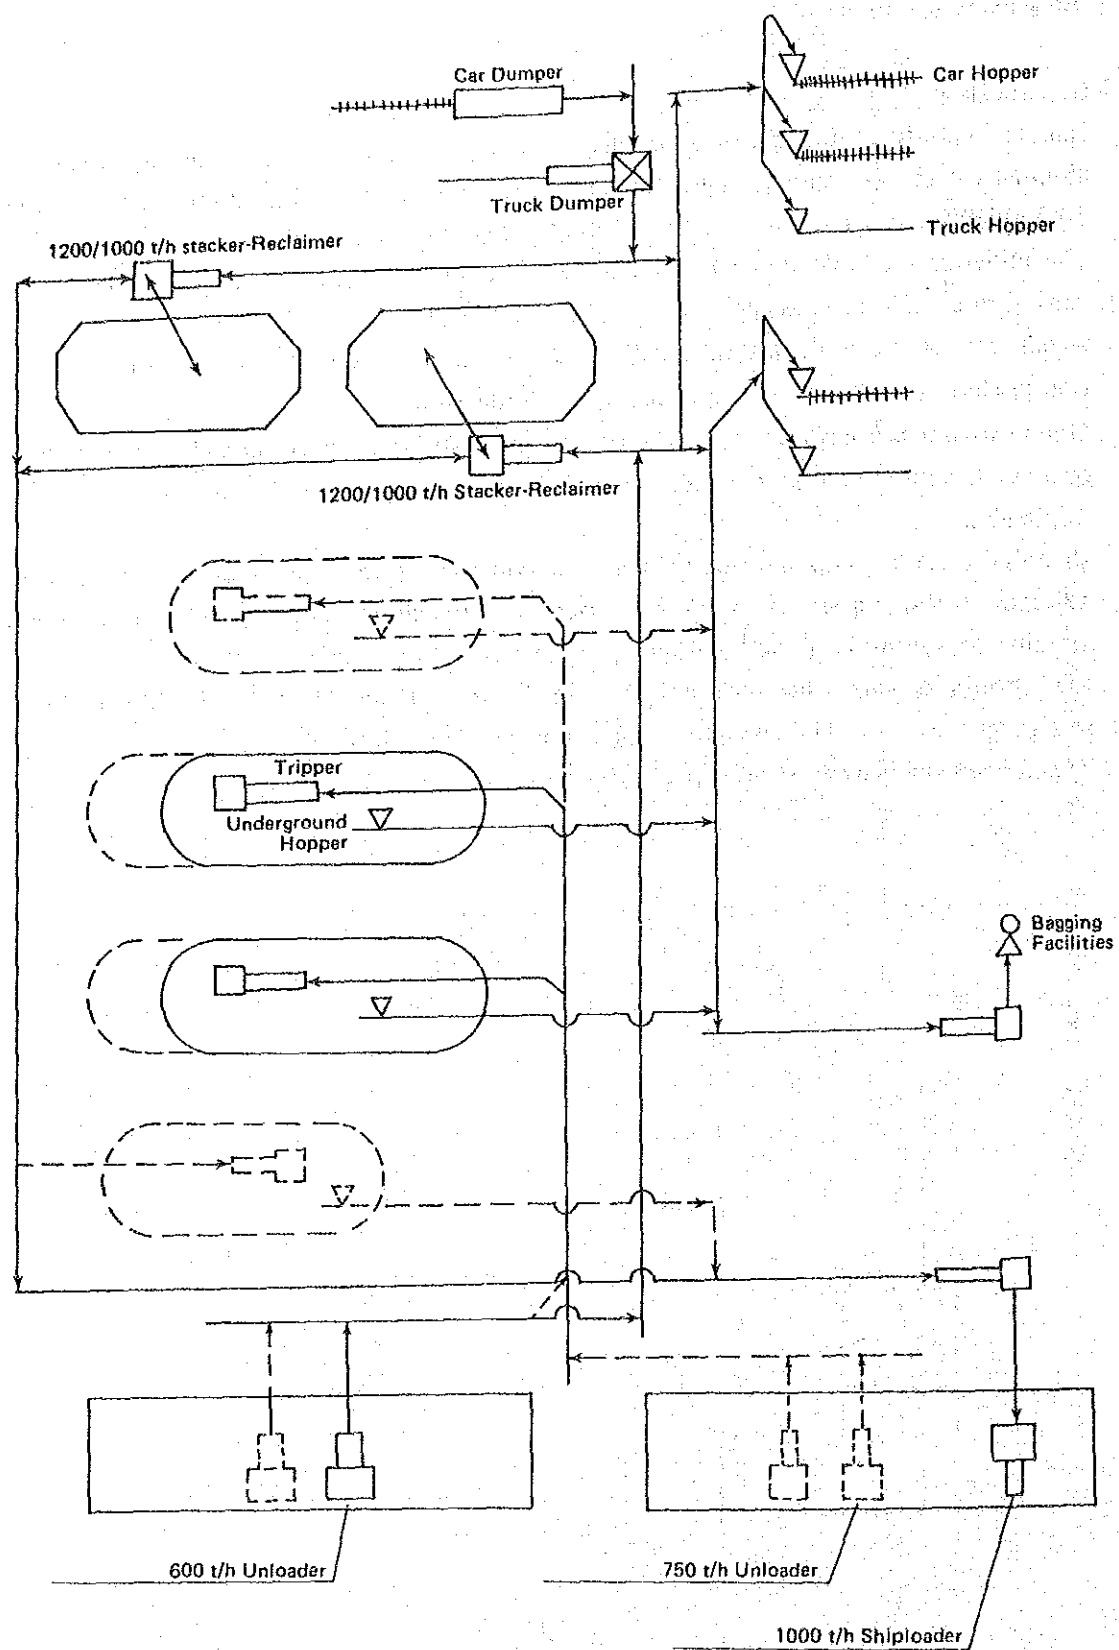 Car Dumper
Car Hopper
Truck Dumper
Truck Hopper
1200/1000 t/h stacker-Reclaimer
1200/1000 t/h Stacker-Reclaimer
Tripper
Underground
Hopper
Bagging
Facilities
600 t/h Unloader
750 t/h Unloader
1000 t/h Shiploader